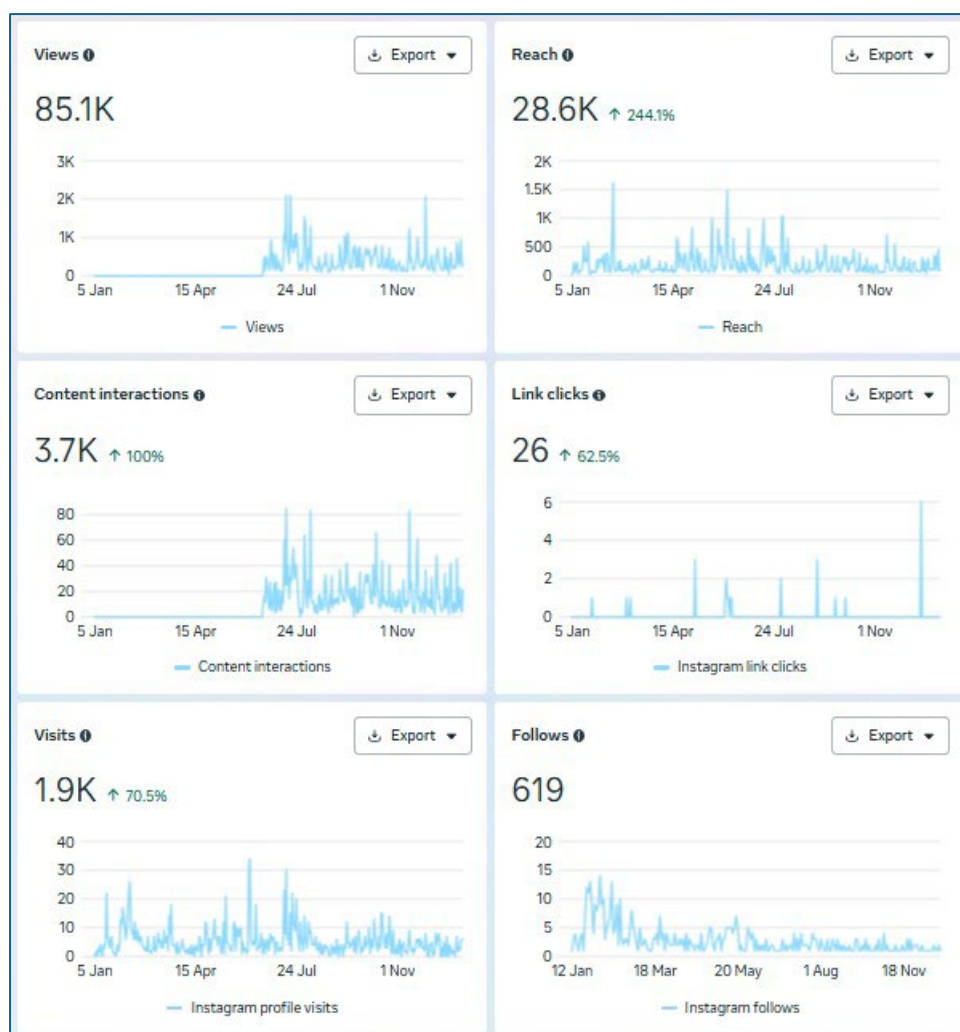 Views
Export
85.1K
3K
2K
1K
0
5 Jan 15 Apr 24 Jul 1 Nov
Views
Reach
Export
28.6K ↑ 244.1%
2K
1.5K
1K
500
0
5 Jan 15 Apr 24 Jul 1 Nov
Reach
Content interactions
Export
3.7K ↑ 100%
80
60
40
20
0
5 Jan 15 Apr 24 Jul 1 Nov
Content interactions
Link clicks
Export
26 ↑ 62.5%
6
4
2
0
5 Jan 15 Apr 24 Jul 1 Nov
Instagram link clicks
Visits
Export
1.9K ↑ 70.5%
40
30
20
10
0
5 Jan 15 Apr 24 Jul 1 Nov
Instagram profile visits
Follows
Export
619
20
15
10
5
0
12 Jan 18 Mar 20 May 1 Aug 18 Nov
Instagram follows